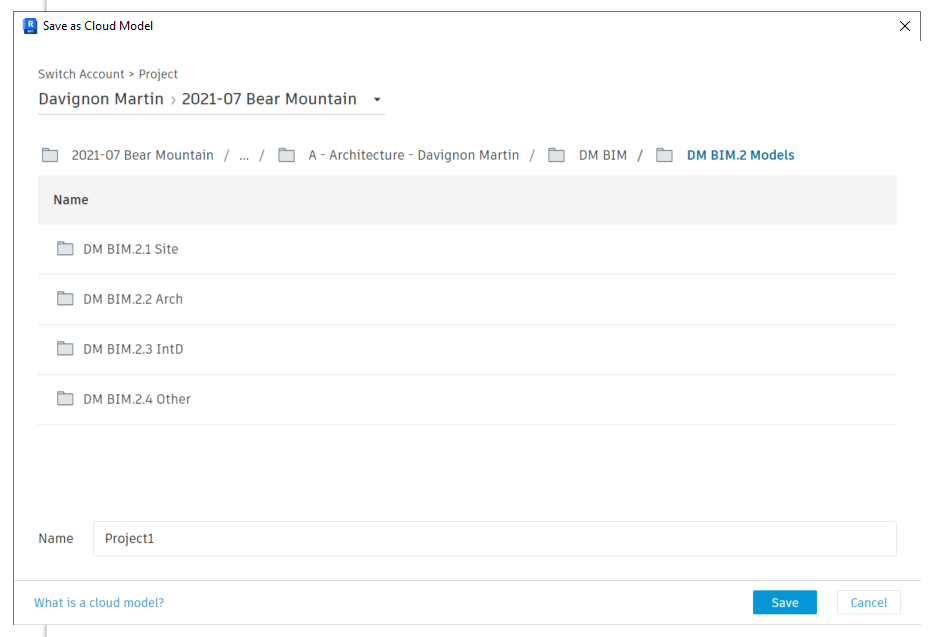 Save as Cloud Model
Switch Account > Project
Davignon Martin › 2021-07 Bear Mountain
2021-07 Bear Mountain / ... / A - Architecture - Davignon Martin / DM BIM / DM BIM.2 Models
Name
DM BIM.2.1 Site
DM BIM.2.2 Arch
DM BIM.2.3 IntD
DM BIM.2.4 Other
Name Project1
What is a cloud model? Save Cancel